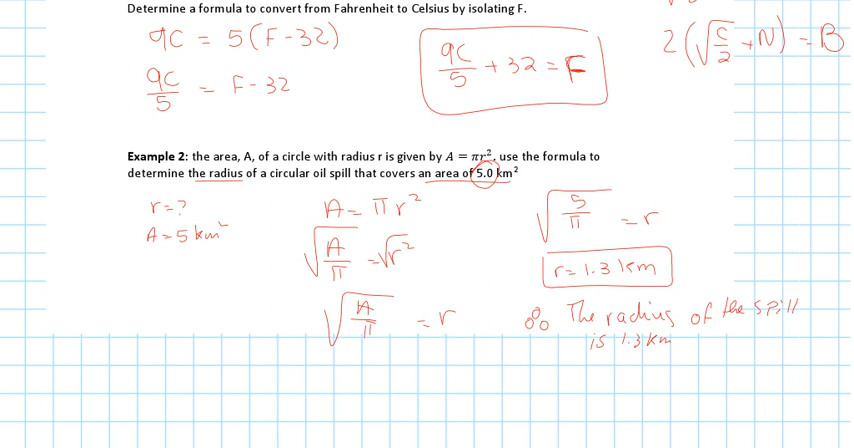 Determine a formula to convert from Fahrenheit to Celsius by isolating F.
9C = 5(F-32)
9C/5 = F-32
9C/5 + 32 = F
2(√(C/2) + N) = B
Example 2: the area, A, of a circle with radius r is given by A = πr², use the formula to
determine the radius of a circular oil spill that covers an area of 5.0 km²
r=?
A=5 km²
A = πr²
√(A/π) = √r²
√(A/π) = r
√(5/π) = r
r=1.3 km
∴ The radius of the spill
is 1.3 km